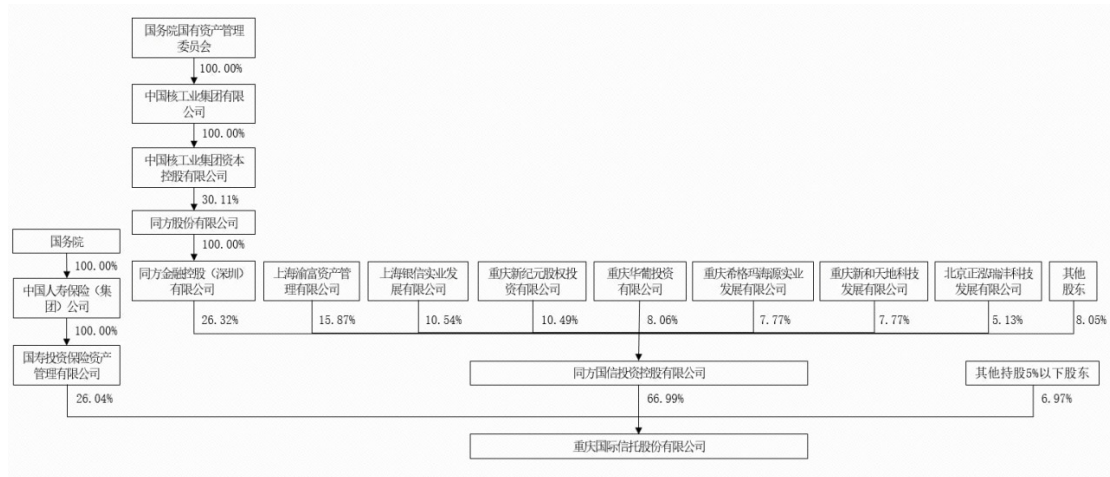 国务院国有资产管理
委员会
100.00%
中国核工业集团有限
公司
100.00%
中国核工业集团资本
控股有限公司
30.11%
同方股份有限公司
100.00%
国务院
100.00%
中国人寿保险（集
团）公司
100.00%
国寿投资保险资产
管理有限公司
26.04%
同方金融控股（深圳）
有限公司
26.32%
上海渝富资产管
理有限公司
15.87%
上海银信实业发
展有限公司
10.54%
重庆新纪元股权投
资有限公司
10.49%
重庆华葡投资
有限公司
8.06%
重庆希格玛海源实业
发展有限公司
7.77%
重庆新和天地科技
发展有限公司
7.77%
北京正泓瑞沣科技
发展有限公司
5.13%
其他
股东
8.05%
同方国信投资控股有限公司
66.99%
其他持股5%以下股东
6.97%
重庆国际信托股份有限公司